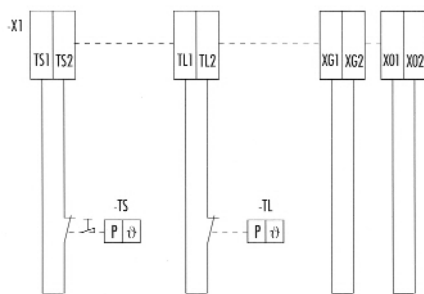 -X1
TS1 TS2 TL1 TL2 XG1 XG2 XO1 XO2
-TS -TL
P ϑ P ϑ